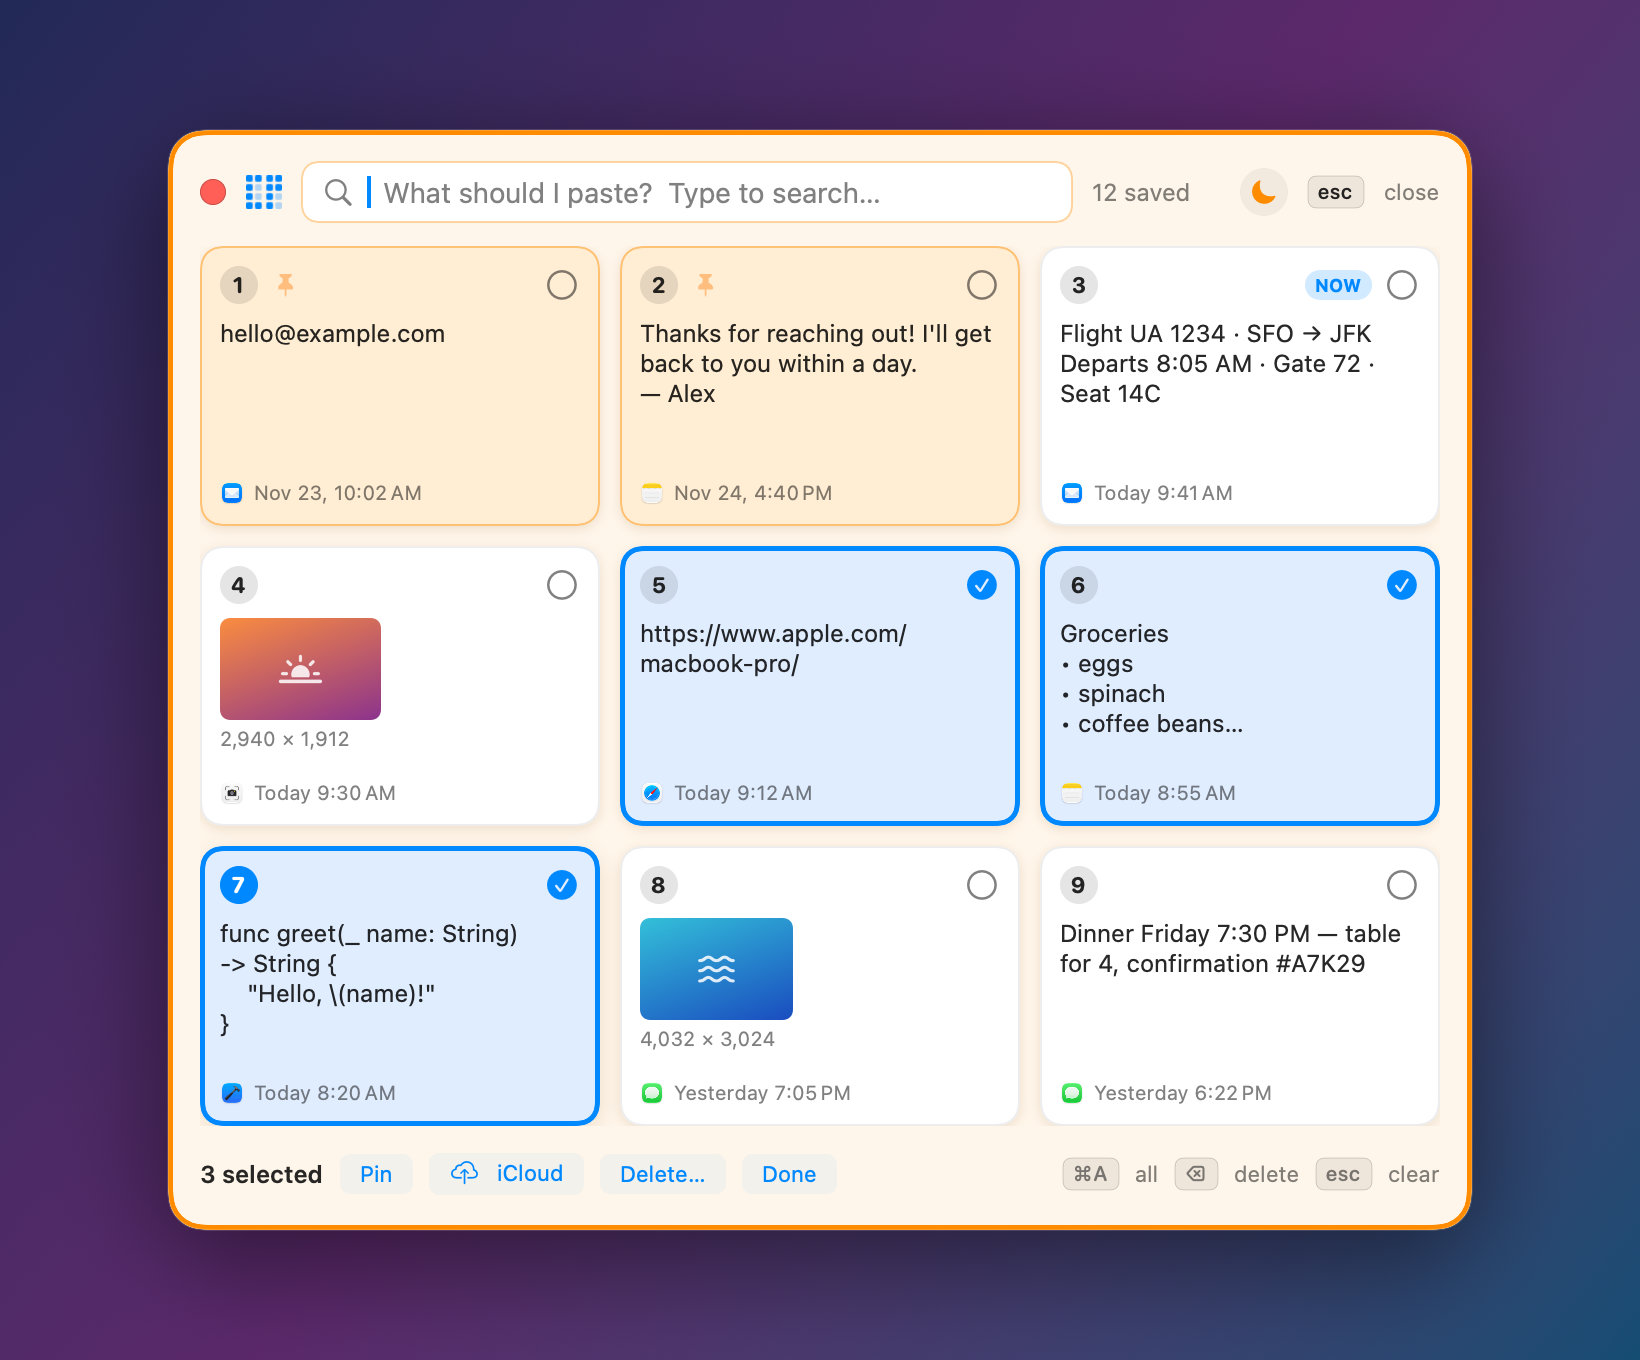 What should I paste?  Type to search...
12 saved
esc close
1
hello@example.com
Nov 23, 10:02 AM
2
Thanks for reaching out! I'll get
back to you within a day.
— Alex
Nov 24, 4:40 PM
3 NOW
Flight UA 1234 · SFO → JFK
Departs 8:05 AM · Gate 72 ·
Seat 14C
Today 9:41 AM
4
2,940 × 1,912
Today 9:30 AM
5
https://www.apple.com/
macbook-pro/
Today 9:12 AM
6
Groceries
• eggs
• spinach
• coffee beans...
Today 8:55 AM
7
func greet(_ name: String)
-> String {
    "Hello, \(name)!"
}
Today 8:20 AM
8
4,032 × 3,024
Yesterday 7:05 PM
9
Dinner Friday 7:30 PM — table
for 4, confirmation #A7K29
Yesterday 6:22 PM
3 selected Pin iCloud Delete... Done ⌘A all delete esc clear